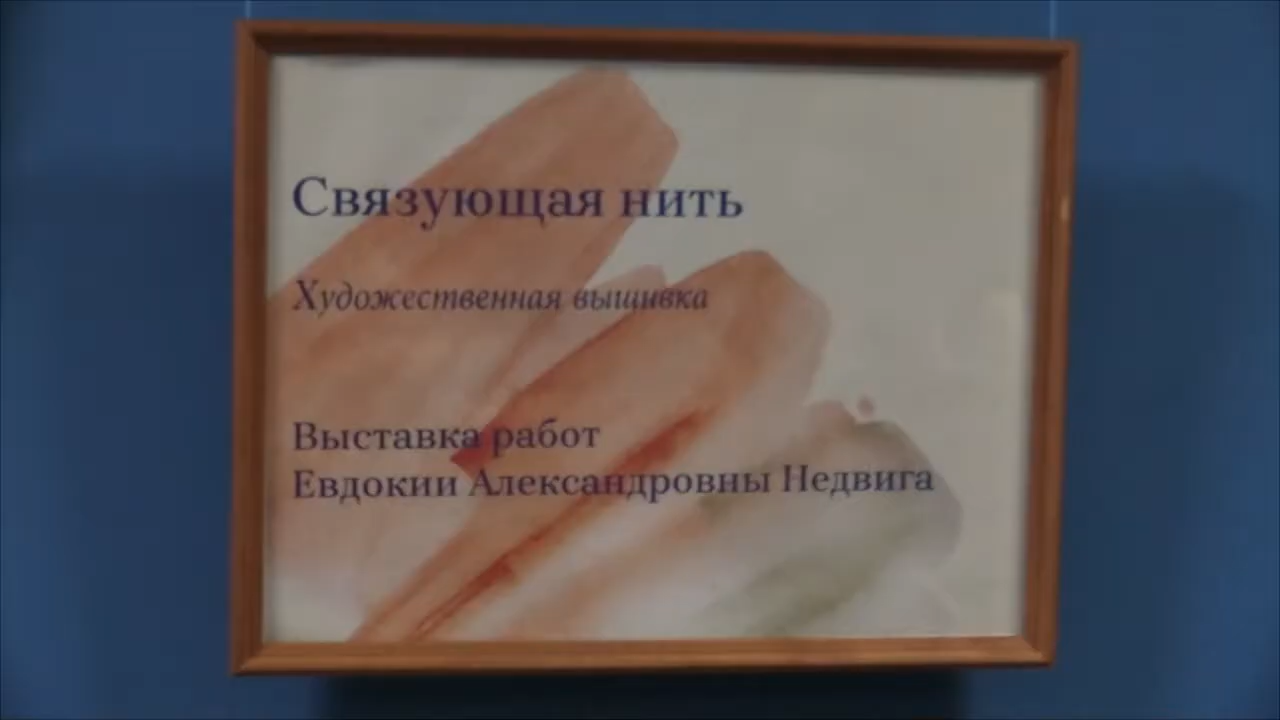 Связующая нить
Художественная вышивка
Выставка работ
Евдокии Александровны Недвига